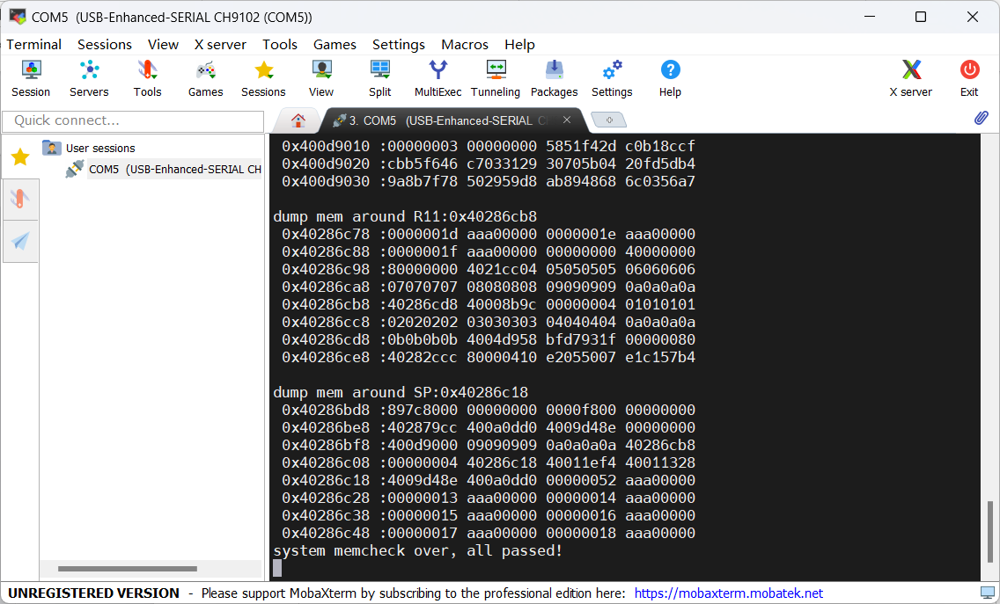 COM5 (USB-Enhanced-SERIAL CH9102 (COM5))
Terminal Sessions View X server Tools Games Settings Macros Help
Session Servers Tools Games Sessions View Split MultiExec Tunneling Packages Settings Help X server Exit
Quick connect...
3. COM5 (USB-Enhanced-SERIAL C
User sessions
COM5 (USB-Enhanced-SERIAL CH
0x400d9010 :00000003 00000000 5851f42d c0b18ccf
0x400d9020 :cbb5f646 c7033129 30705b04 20fd5db4
0x400d9030 :9a8b7f78 502959d8 ab894868 6c0356a7
dump mem around R11:0x40286cb8
0x40286c78 :0000001d aaa00000 0000001e aaa00000
0x40286c88 :0000001f aaa00000 00000000 40000000
0x40286c98 :80000000 4021cc04 05050505 06060606
0x40286ca8 :07070707 08080808 09090909 0a0a0a0a
0x40286cb8 :40286cd8 40008b9c 00000004 01010101
0x40286cc8 :02020202 03030303 04040404 0a0a0a0a
0x40286cd8 :0b0b0b0b 4004d958 bfd7931f 00000080
0x40286ce8 :40282ccc 80000410 e2055007 e1c157b4
dump mem around SP:0x40286c18
0x40286bd8 :897c8000 00000000 0000f800 00000000
0x40286be8 :402879cc 400a0dd0 4009d48e 00000000
0x40286bf8 :400d9000 09090909 0a0a0a0a 40286cb8
0x40286c08 :00000004 40286c18 40011ef4 40011328
0x40286c18 :4009d48e 400a0dd0 00000052 aaa00000
0x40286c28 :00000013 aaa00000 00000014 aaa00000
0x40286c38 :00000015 aaa00000 00000016 aaa00000
0x40286c48 :00000017 aaa00000 00000018 aaa00000
system memcheck over, all passed!
UNREGISTERED VERSION - Please support MobaXterm by subscribing to the professional edition here: https://mobaxterm.mobatek.net